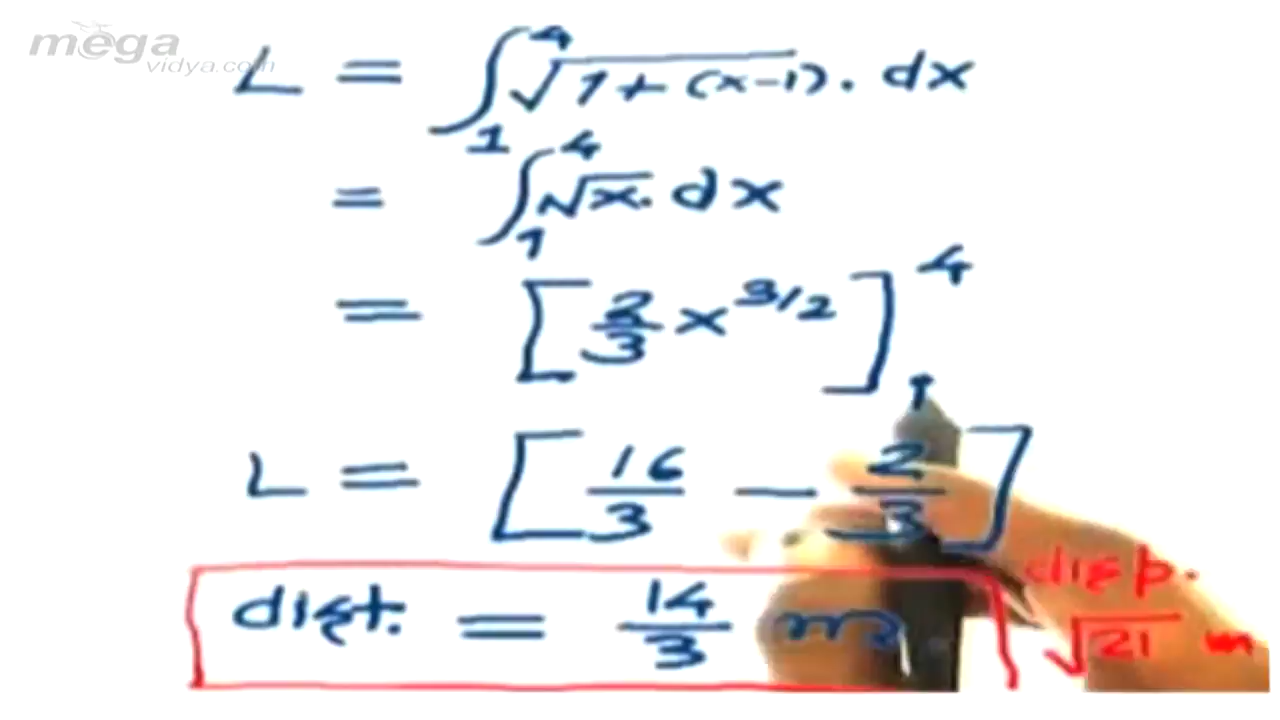 mega
vidya.com
L = ∫₁⁴ √(1 + (x-1)) . dx
= ∫₁⁴ √x . dx
= [2/3 x^3/2]₁⁴
L = [16/3 - 2/3]
dist. = 14/3 m
disp.
√21 m